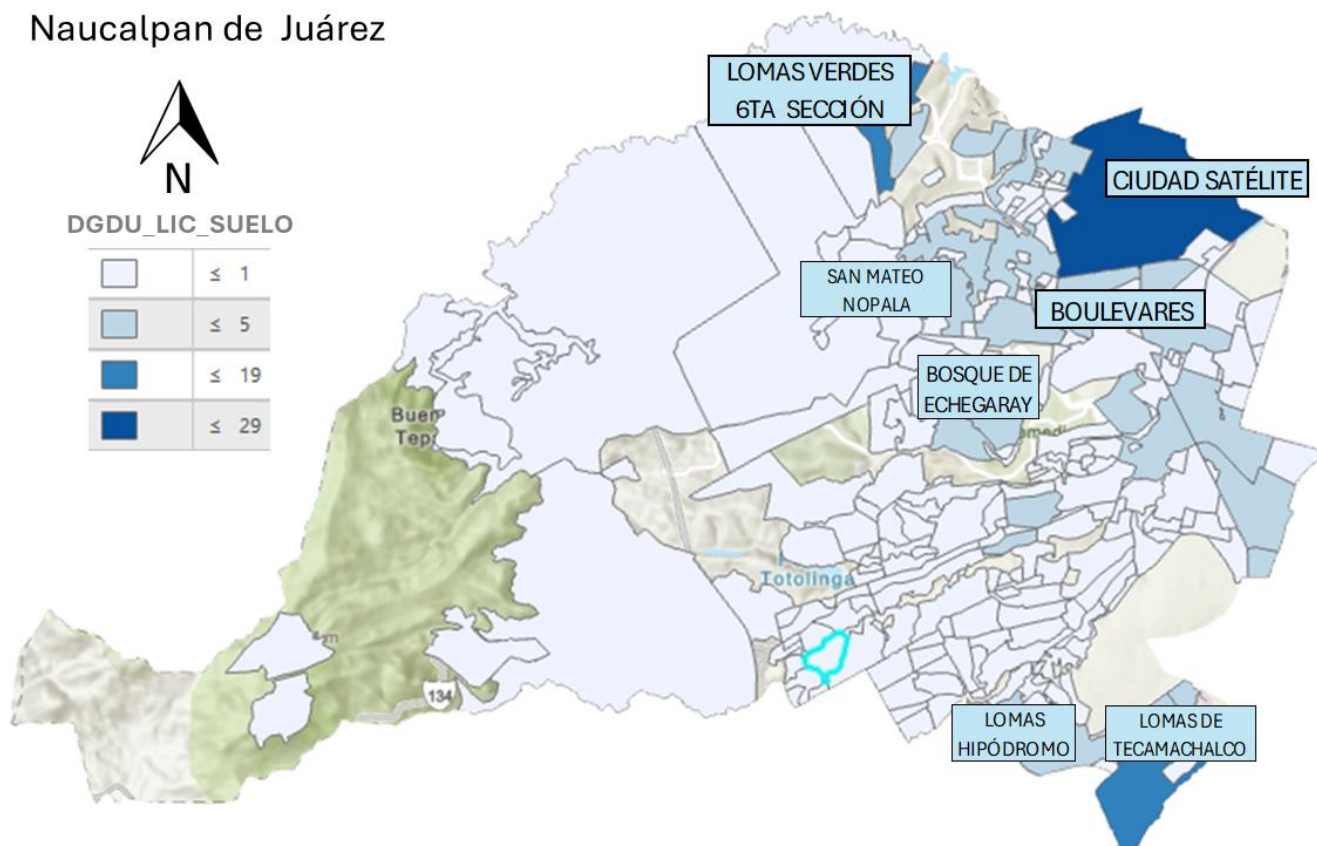 Naucalpan de Juárez
N
DGDU_LIC_SUELO
≤ 1
≤ 5
≤ 19
≤ 29
LOMAS VERDES
6TA SECCIÓN
CIUDAD SATÉLITE
SAN MATEO
NOPALA
BOULEVARES
BOSQUE DE
ECHEGARAY
Totolinga
134
LOMAS
HIPÓDROMO
LOMAS DE
TECAMACHALCO